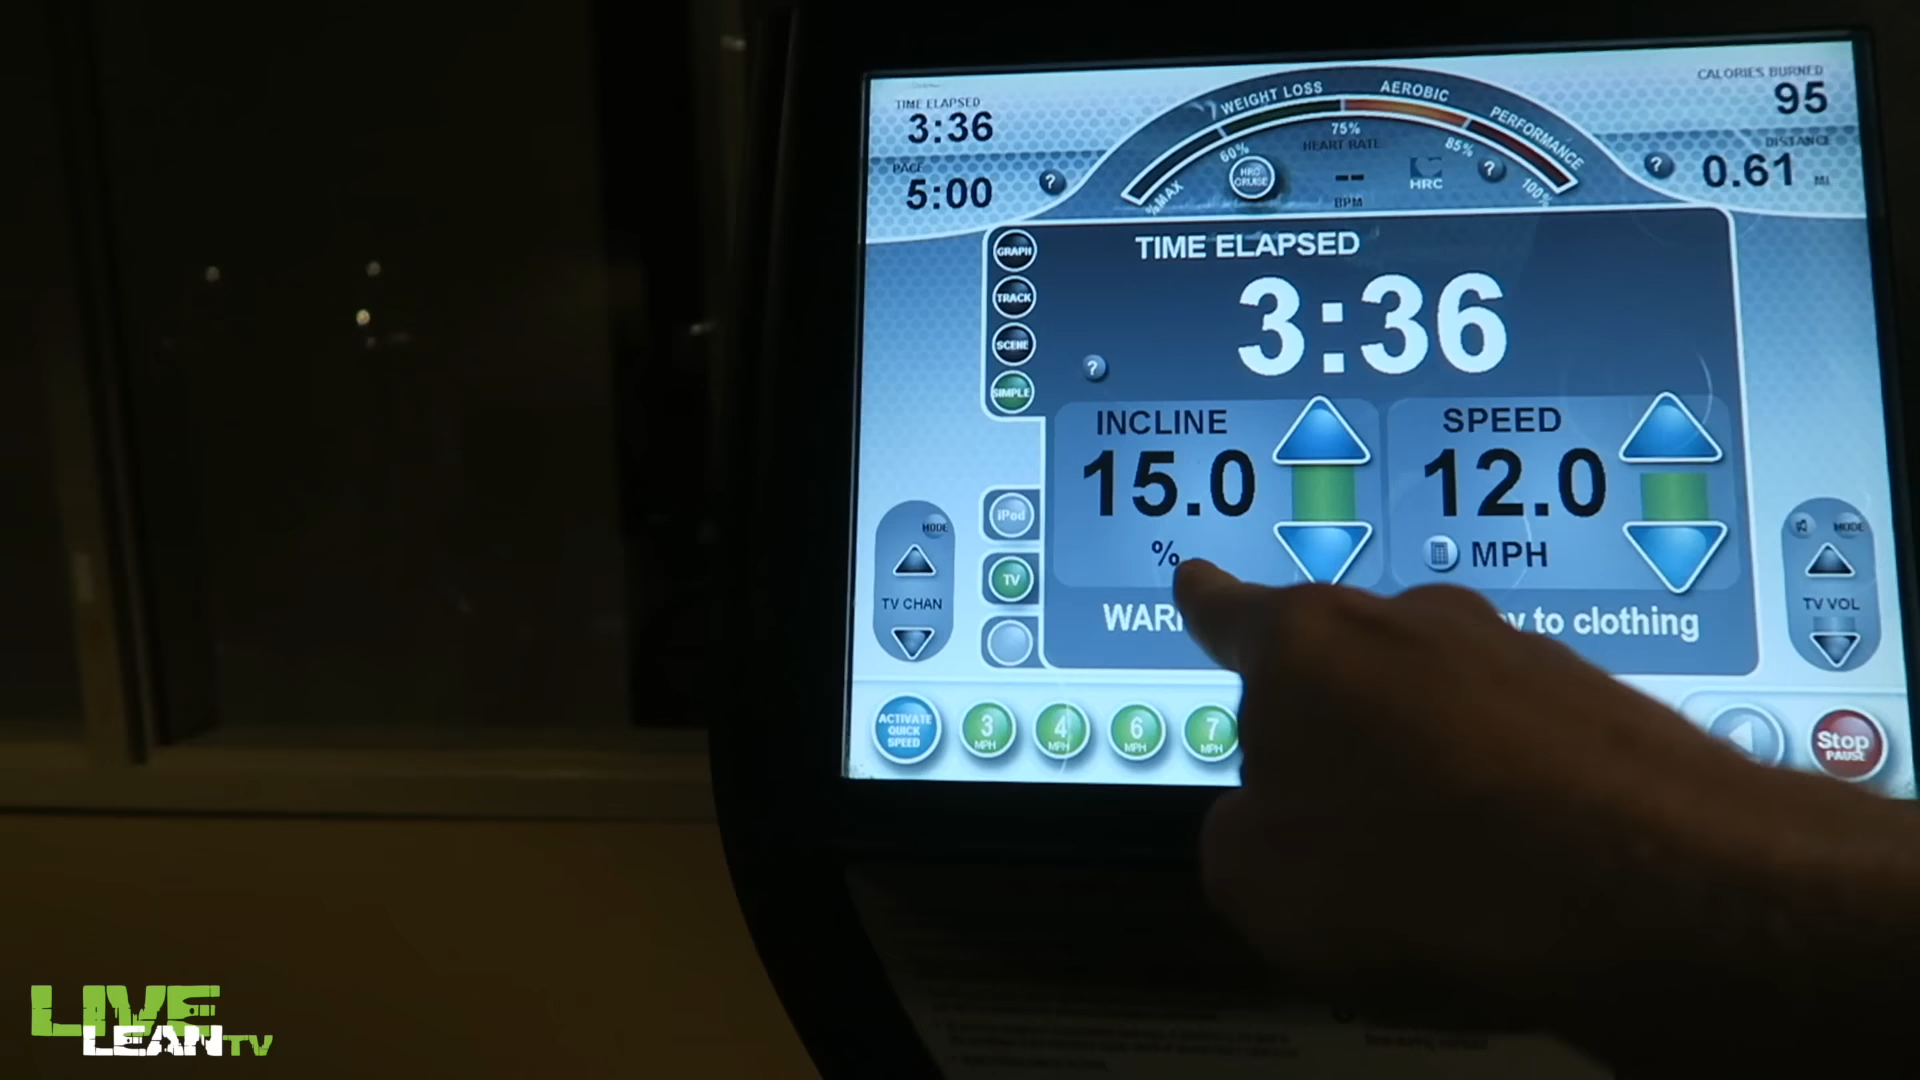 TIME ELAPSED
3:36
PACE
5:00
?
WEIGHT LOSS
AEROBIC
PERFORMANCE
%MAX
60%
75%
85%
100%
HEART RATE
HRC CRUISE
--
BPM
HRC
?
CALORIES BURNED
95
DISTANCE
0.61 MI
?
GRAPH
TRACK
SCENE
SIMPLE
TIME ELAPSED
3:36
?
INCLINE
15.0
%
SPEED
12.0
MPH
iPod
TV
MODE
TV CHAN
MODE
TV VOL
to clothing
ACTIVATE
QUICK
SPEED
3 MPH
4 MPH
6 MPH
7 MPH
Stop
PAUSE
LIVE
LEAN TV